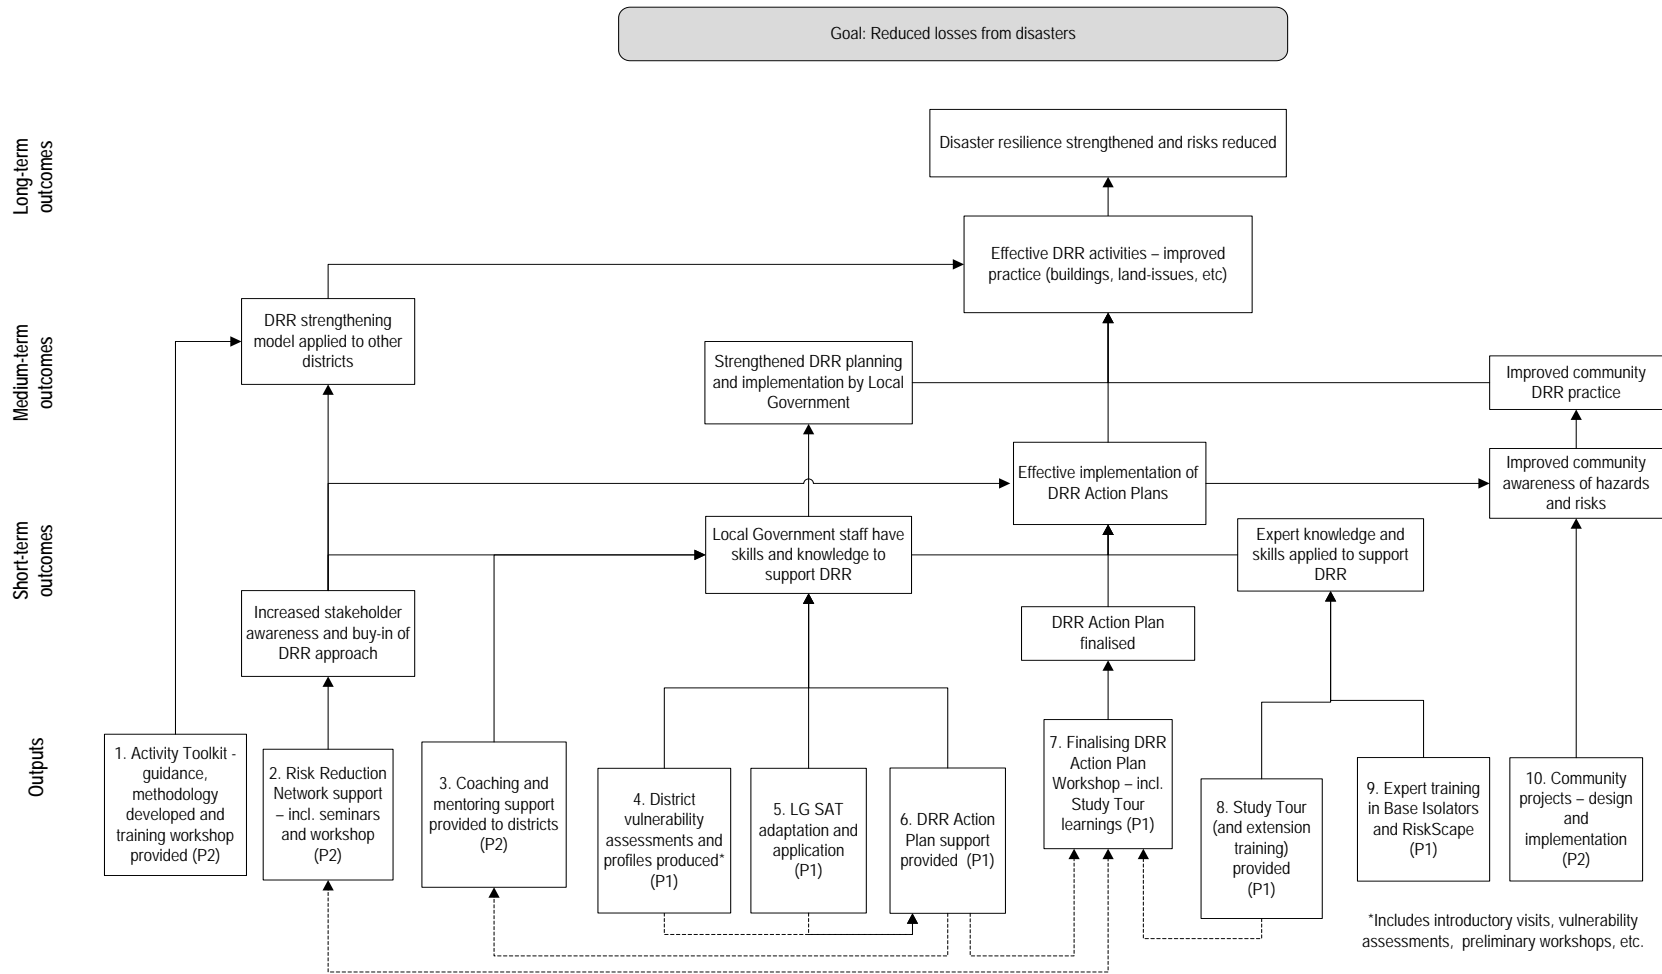 Goal: Reduced losses from disasters
Long-term
outcomes
Disaster resilience strengthened and risks reduced
Effective DRR activities – improved
practice (buildings, land-issues, etc)
Medium-term
outcomes
DRR strengthening
model applied to other
districts
Strengthened DRR planning
and implementation by Local
Government
Improved community
DRR practice
Short-term
outcomes
Effective implementation of
DRR Action Plans
Improved community
awareness of hazards
and risks
Local Government staff have
skills and knowledge to
support DRR
Expert knowledge and
skills applied to support
DRR
Increased stakeholder
awareness and buy-in of
DRR approach
DRR Action Plan
finalised
Outputs
1. Activity Toolkit -
guidance,
methodology
developed and
training workshop
provided (P2)
2. Risk Reduction
Network support
– incl. seminars
and workshop
(P2)
3. Coaching and
mentoring support
provided to districts
(P2)
4. District
vulnerability
assessments and
profiles produced*
(P1)
5. LG SAT
adaptation and
application
(P1)
6. DRR Action
Plan support
provided (P1)
7. Finalising DRR
Action Plan
Workshop – incl.
Study Tour
learnings (P1)
8. Study Tour
(and extension
training)
provided
(P1)
9. Expert training
in Base Isolators
and RiskScape
(P1)
10. Community
projects – design
and
implementation
(P2)
*Includes introductory visits, vulnerability
assessments, preliminary workshops, etc.